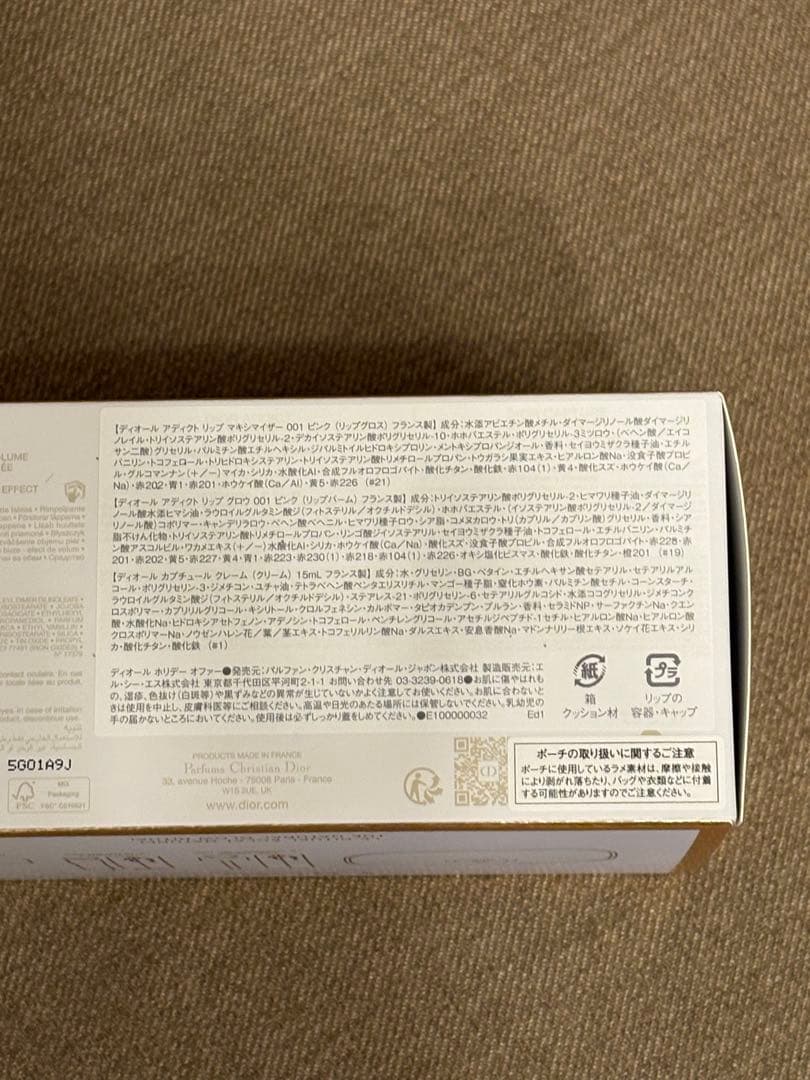 OLUME
ÉE
EFFECT
【ディオール アディクト リップ マキシマイザー 001 ピンク (リップグロス) フランス製】成分:水添アビエチン酸メチル・ダイマージリノール酸ダイマージリ
ノレイル・トリイソステアリン酸ポリグリセリル-2・デカイソステアリン酸ポリグリセリル-10・ホホバエステル・ポリグリセリル-3ミツロウ・(ベヘン酸/エイコ
サン二酸)グリセリル・パルミチン酸エチルヘキシル・ジパルミトイルヒドロキシプロリン・メントキシプロパンジオール・香料・セイヨウミザクラ種子油・エチル
バニリン・トコフェロール・トリヒドロキシステアリン・トリイソステアリン酸トリメチロールプロパン・トウガラシ果実エキス・ヒアルロン酸Na・没食子酸プロピ
ル・グルコマンナン(+/-)マイカ・シリカ・水酸化Al・合成フルオロフロゴパイト・酸化チタン・酸化鉄・赤104(1)・黄4・酸化スズ・ホウケイ酸(Ca/
Na)・赤202・青1・赤201・ホウケイ酸(Ca/Al)・黄5・赤226 (#21)
【ディオール アディクト リップ グロウ 001 ピンク (リップバーム) フランス製】成分:トリイソステアリン酸ポリグリセリル-2・ヒマワリ種子油・ダイマージリ
ノール酸水添ヒマシ油・ラウロイルグルタミン酸ジ(フィトステリル/オクチルドデシル)・ホホバエステル・(イソステアリン酸ポリグリセリル-2/ダイマージリ
ノール酸)コポリマー・キャンデリラロウ・ベヘン酸ベヘニル・ヒマワリ種子ロウ・シア脂・コメヌカロウ・トリ(カプリル/カプリン酸)グリセリル・香料・シア
脂不けん化物・トリイソステアリン酸トリメチロールプロパン・リンゴ酸ジイソステアリル・セイヨウミザクラ種子油・トコフェロール・エチルバニリン・パルミチ
ン酸アスコルビル・ワカメエキス(+/-)水酸化Al・シリカ・ホウケイ酸(Ca/Na)・酸化スズ・没食子酸プロピル・合成フルオロフロゴパイト・赤228・赤
201・赤202・黄5・赤227・黄4・青1・赤223・赤230(1)・赤218・赤104(1)・赤226・オキシ塩化ビスマス・酸化鉄・酸化チタン・橙201 (#19)
【ディオール カプチュール クレーム (クリーム) 15mL フランス製】成分:水・グリセリン・BG・ベタイン・エチルヘキサン酸セテアリル・セテアリルアル
コール・ポリグリセリン-3・ジメチコン・ユチャ油・テトラベヘン酸ペンタエリスリチル・マンゴー種子脂・窒化ホウ素・パルミチン酸セチル・コーンスターチ・
ラウロイルグルタミン酸ジ(フィトステリル/オクチルドデシル)・ステアレス-21・ポリグリセリン-6・セテアリルグルコシド・水添ココグリセリル・ジメチコンク
ロスポリマー・カプリリルグリコール・キシリトール・クロルフェネシン・カルボマー・タピオカデンプン・プルラン・香料・セラミドNP・サーファクチンNa・クエン
酸・水酸化Na・ヒドロキシアセトフェノン・アデノシン・トコフェロール・ペンチレングリコール・アセチルジペプチド-1セチル・ヒアルロン酸Na・ヒアルロン酸
クロスポリマーNa・ノウゼンハレン花/葉/茎エキス・トコフェリルリン酸Na・ダルスエキス・安息香酸Na・マドンナリリー根エキス・ソケイ花エキス・シリ
カ・酸化チタン・酸化鉄 (#1)
ディオール ホリデー オファー●発売元:パルファン・クリスチャン・ディオール・ジャポン株式会社 製造販売元:エ
ル・シー・エス株式会社 東京都千代田区平河町2-1-1 お問い合わせ先 03-3239-0618●お肌に傷やはれも
の、湿疹、色抜け(白斑等)や黒ずみなどの異常が生じていないかよく注意してお使いください。お肌に合わないと
きは使用を中止し、皮膚科医等にご相談ください。高温や日光のあたる場所には保管しないでください。乳幼児の
手の届かないところにおいてください。使用後は必ずしっかり蓋をしめてください。●E100000032 Ed1
紙
箱
クッション材
プラ
リップの
容器・キャップ
5G01A9J
FSC
MIX
Packaging
PRODUCTS MADE IN FRANCE
Parfums Christian Dior
33, avenue Hoche - 75008 Paris - France
W1S 2UE, UK
www.dior.com
ポーチの取り扱いに関するご注意
ポーチに使用しているラメ素材は、摩擦や接触
により剥がれ落ちたり、バッグや衣類などに付着
する可能性がありますのでご注意ください。